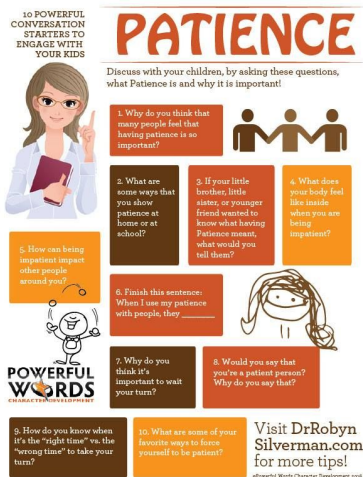 10 POWERFUL
CONVERSATION
STARTERS TO
ENGAGE WITH
YOUR KIDS
PATIENCE
Discuss with your children, by asking these questions,
what Patience is and why it is important!
1. Why do you think that
many people feel that
having patience is so
important?
2. What are
some ways that
you show
patience at
home or at
school?
3. If your little
brother, little
sister, or younger
friend wanted to
know what having
Patience meant,
what would you
tell them?
4. What does
your body feel
like inside
when you are
being
impatient?
5. How can being
impatient impact
other people
around you?
6. Finish this sentence:
When I use my patience
with people, they _______
POWERFUL
WORDS
CHARACTER DEVELOPMENT
7. Why do you
think it's
important to wait
your turn?
8. Would you say that
you're a patient person?
Why do you say that?
9. How do you know when
it's the "right time" vs. the
"wrong time" to take your
turn?
10. What are some of your
favorite ways to force
yourself to be patient?
Visit DrRobyn
Silverman.com
for more tips!
Powerful Words Character Development